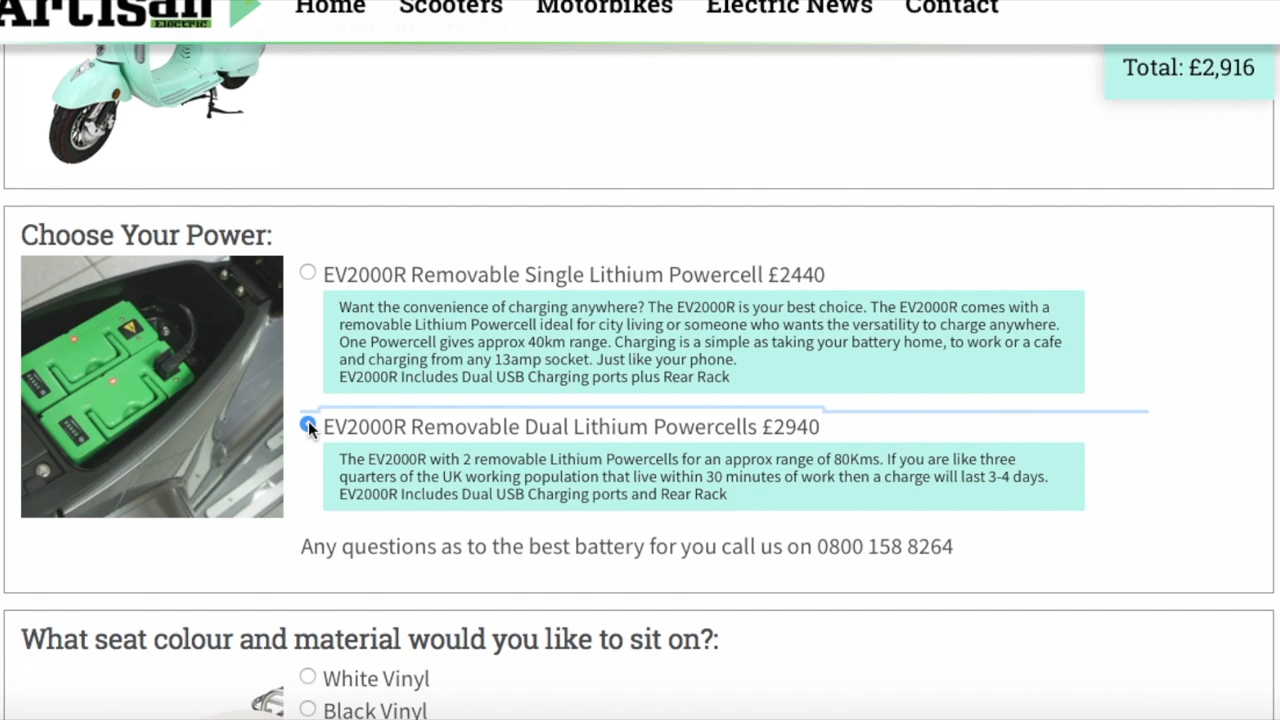 Artisan
Electric
Home Scooters Motorbikes Electric News Contact
Total: £2,916
Choose Your Power:
EV2000R Removable Single Lithium Powercell £2440
Want the convenience of charging anywhere? The EV2000R is your best choice. The EV2000R comes with a
removable Lithium Powercell ideal for city living or someone who wants the versatility to charge anywhere.
One Powercell gives approx 40km range. Charging is a simple as taking your battery home, to work or a cafe
and charging from any 13amp socket. Just like your phone.
EV2000R Includes Dual USB Charging ports plus Rear Rack
EV2000R Removable Dual Lithium Powercells £2940
The EV2000R with 2 removable Lithium Powercells for an approx range of 80Kms. If you are like three
quarters of the UK working population that live within 30 minutes of work then a charge will last 3-4 days.
EV2000R Includes Dual USB Charging ports and Rear Rack
Any questions as to the best battery for you call us on 0800 158 8264
What seat colour and material would you like to sit on?:
White Vinyl
Black Vinyl